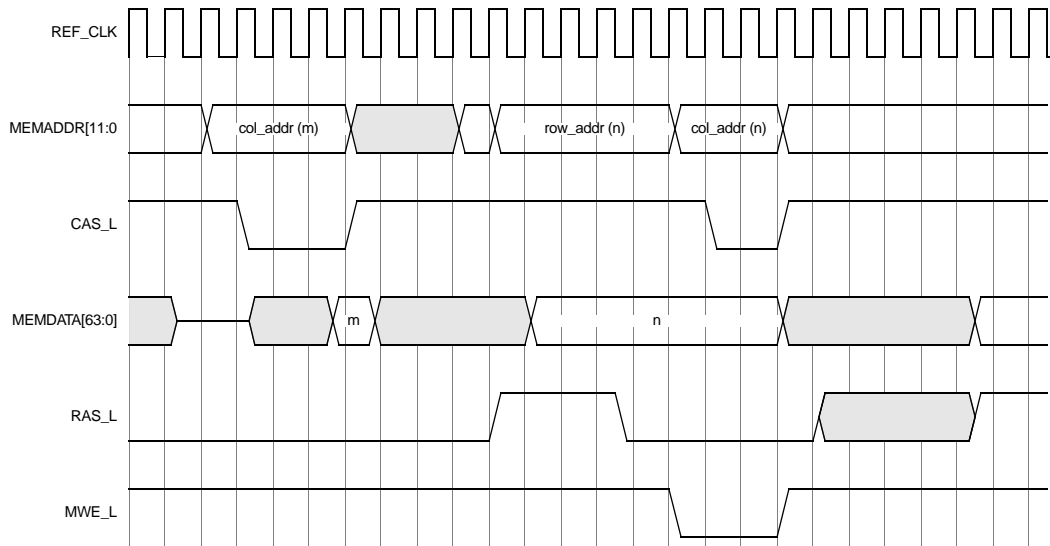 REF_CLK
MEMADDR[11:0
col_addr (m)
row_addr (n)
col_addr (n)
CAS_L
MEMDATA[63:0]
m
n
RAS_L
MWE_L